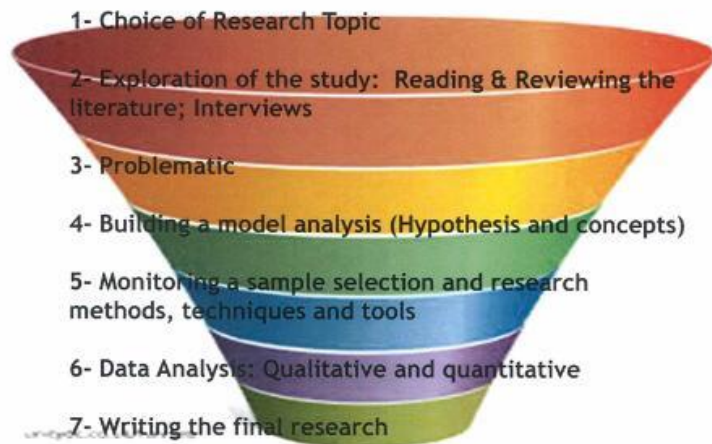 1- Choice of Research Topic
2- Exploration of the study: Reading & Reviewing the
literature; Interviews
3- Problematic
4- Building a model analysis (Hypothesis and concepts)
5- Monitoring a sample selection and research
methods, techniques and tools
6- Data Analysis: Qualitative and quantitative
7- Writing the final research